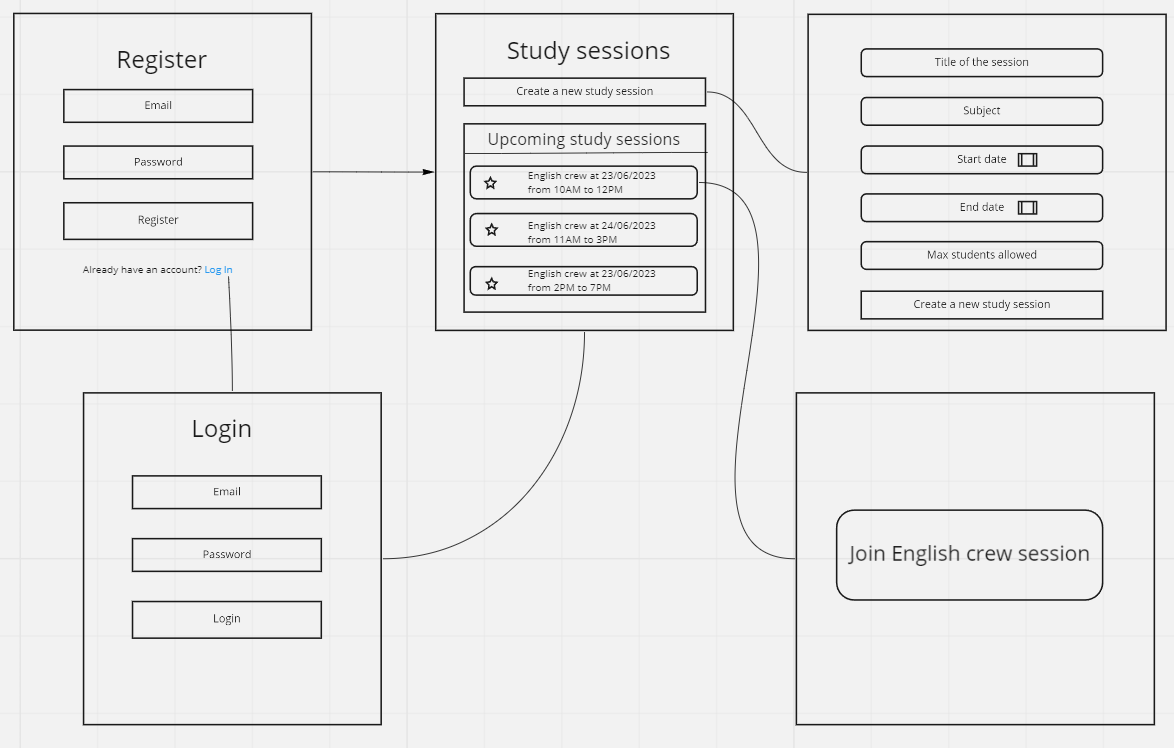 Register
Email
Password
Register
Already have an account? Log In
Study sessions
Create a new study session
Upcoming study sessions
English crew at 23/06/2023
from 10AM to 12PM
English crew at 24/06/2023
from 11AM to 3PM
English crew at 23/06/2023
from 2PM to 7PM
Title of the session
Subject
Start date
End date
Max students allowed
Create a new study session
Login
Email
Password
Login
Join English crew session